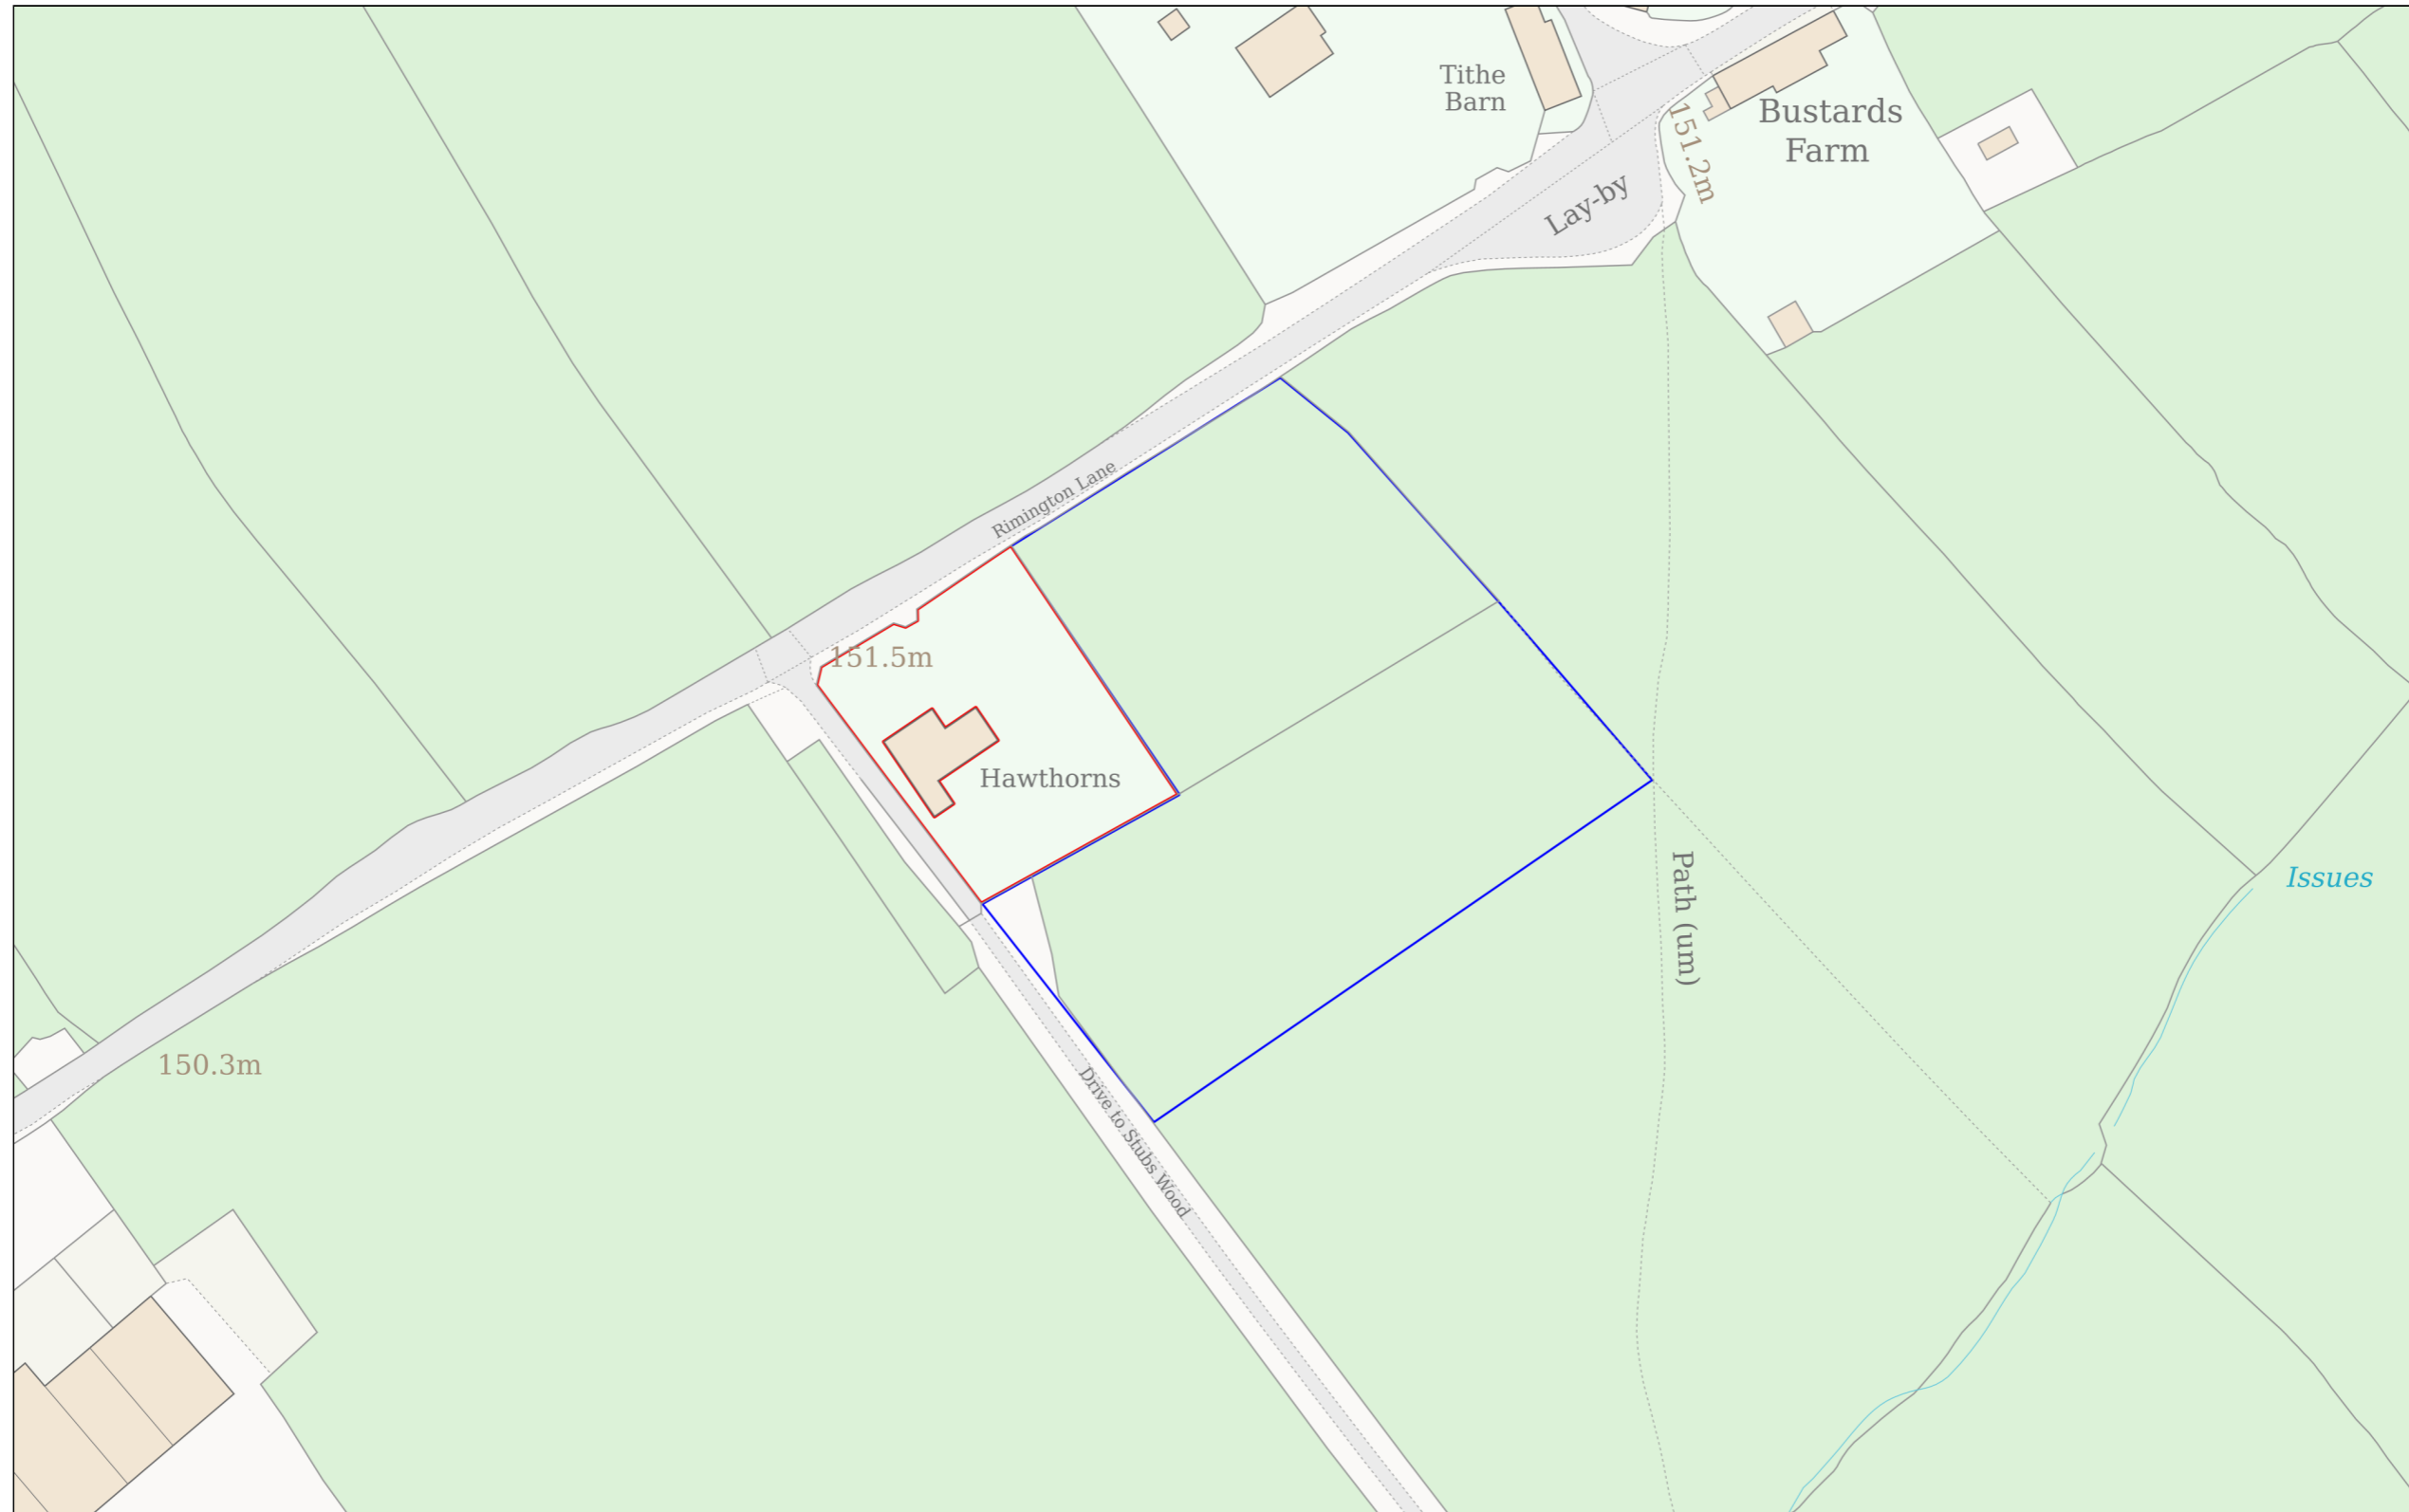 Tithe
Barn
Bustards
Farm
151.2m
Lay-by
Rimington Lane
151.5m
Hawthorns
Path (um)
Issues
150.3m
Drive to Stubs Wood